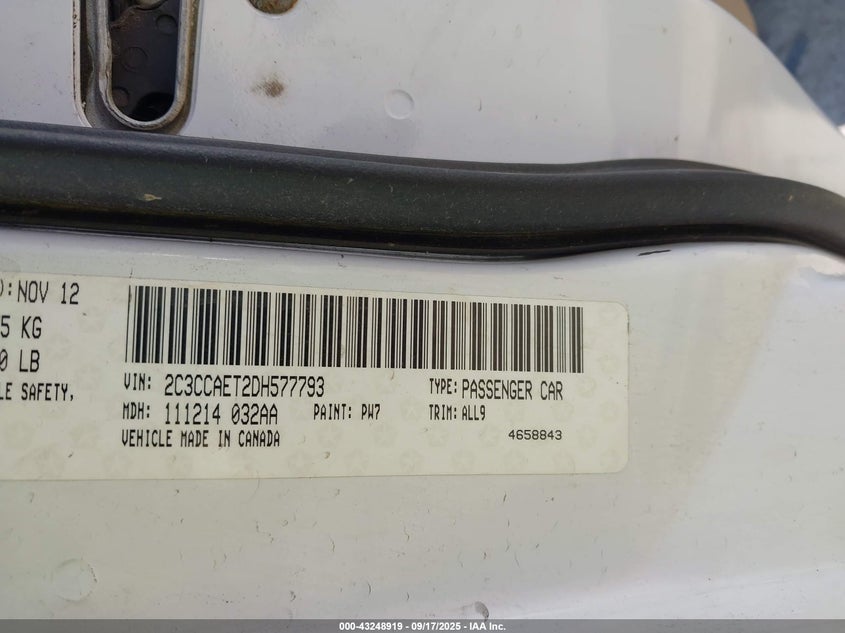 ): NOV 12
5 KG
0 LB
LE SAFETY,
VIN: 2C3CCAET2DH577793 TYPE: PASSENGER CAR
MDH: 111214 032AA PAINT: PW7 TRIM: ALL9
VEHICLE MADE IN CANADA 4658843
000-43248919 - 09/17/2025 - IAA Inc.